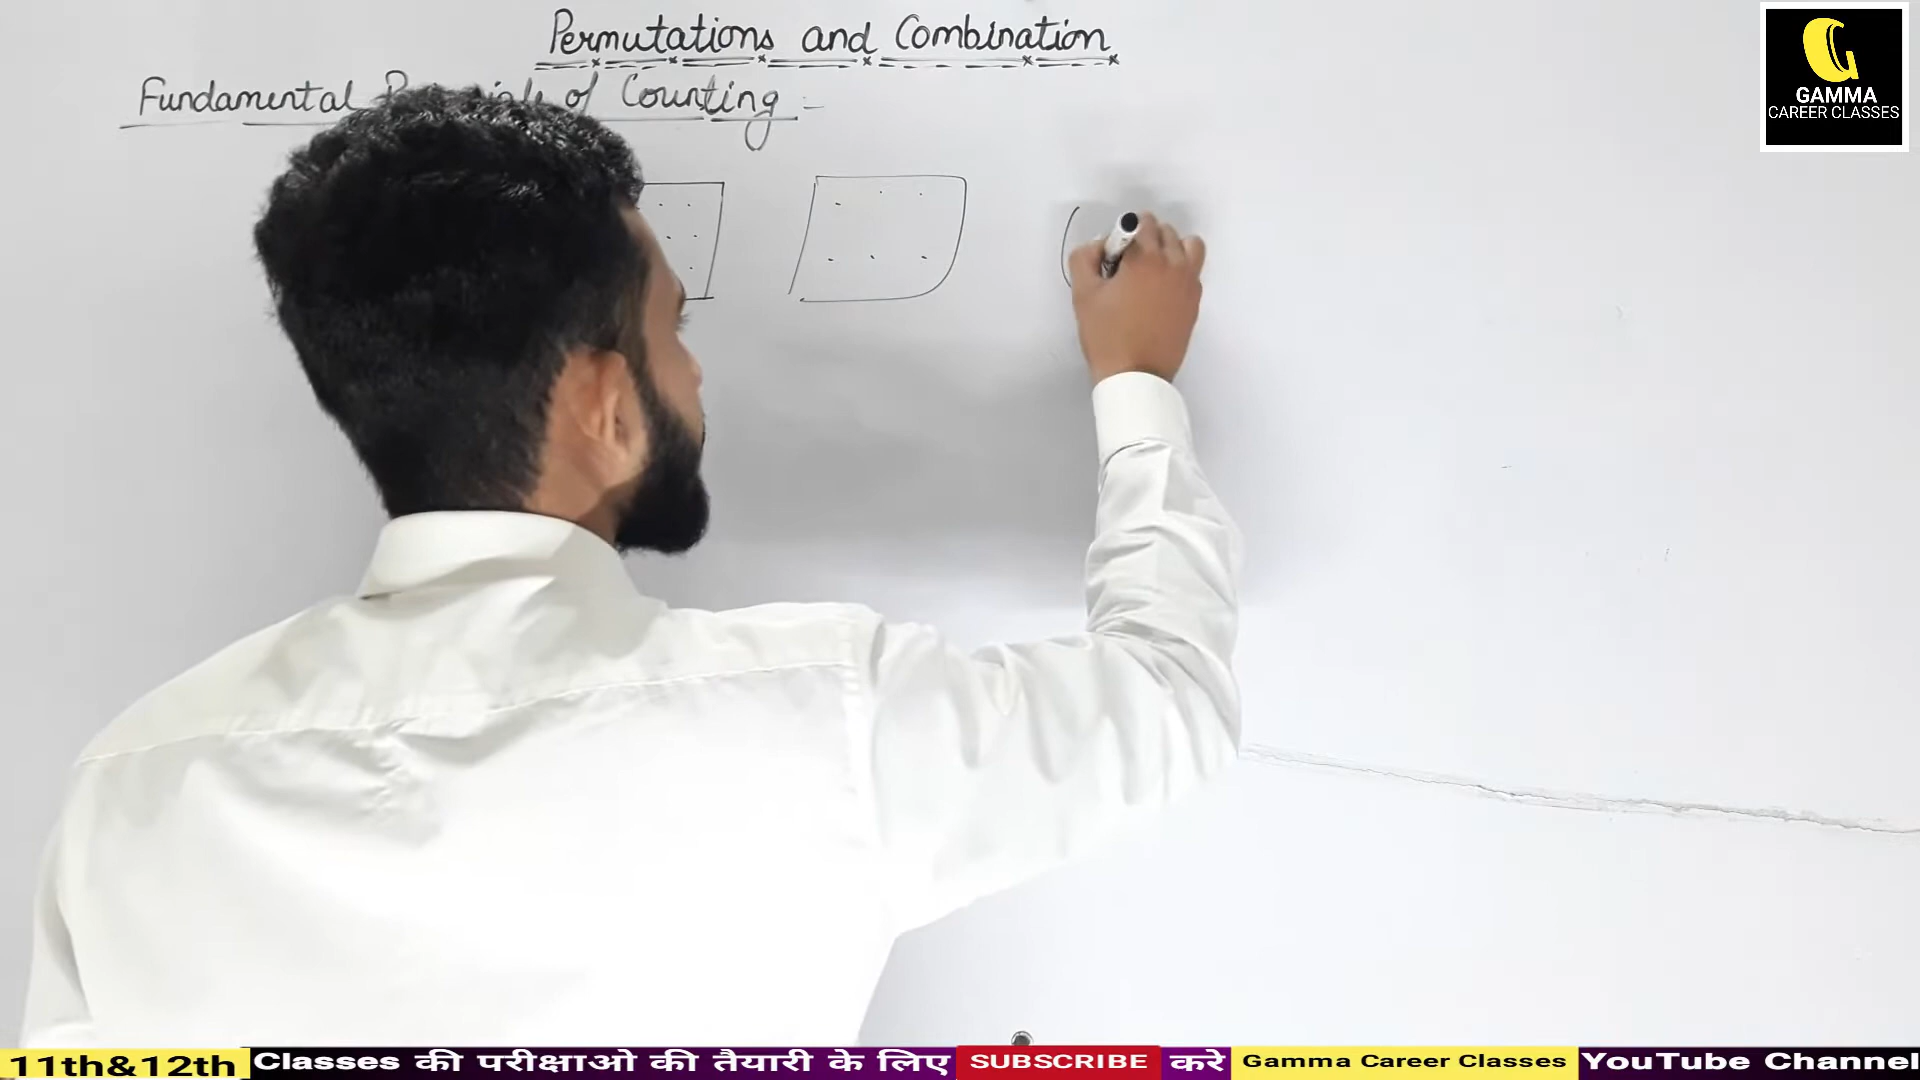 Permutations and Combination
Fundamental of Counting :-
GAMMA
CAREER CLASSES
11th&12th Classes की परीक्षाओ की तैयारी के लिए SUBSCRIBE करे Gamma Career Classes YouTube Channel